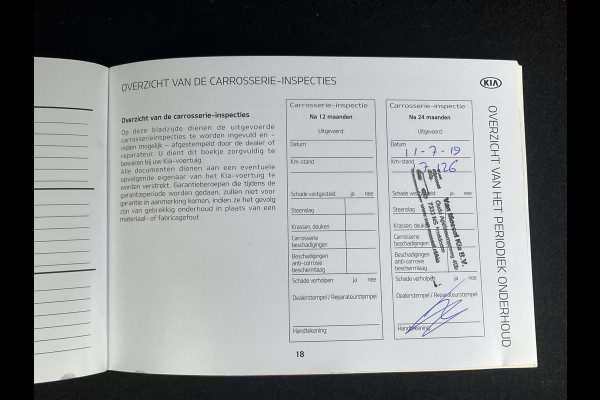 OVERZICHT VAN DE CARROSSERIE-INSPECTIES
Overzicht van de carrosserie-inspecties
Op deze bladzijde dienen de uitgevoerde
carrosserieinspecties te worden ingevuld en -
indien mogelijk - afgestempeld door de dealer of
reparateur. U dient dit boekje zorgvuldig te
bewaren bij uw Kia-voertuig.
Alle documenten dienen aan een eventuele
opvolgende eigenaar van het Kia-voertuig te
worden verstrekt. Garantieberoepen die tijdens de
garantieperiode worden gedaan, zullen niet voor
garantie in aanmerking komen, indien ze het gevolg
zijn van gebrekkig onderhoud in plaats van een
materiaal- of fabricagefout.
Carrosserie-inspectie
Na 12 maanden
Uitgevoerd:
Datum
Km-stand
Schade vastgesteld: ja nee
Steenslag
Krassen, deuken
Carrosserie
beschadigingen
Beschadigingen
anti-corrosie
beschermlaag
Schade verholpen: ja nee
Dealerstempel / Reparateurstempel
Handtekening:
Carrosserie-inspectie
Na 24 maanden
Uitgevoerd:
Datum
11-7-19
Km-stand
17.126
Schade ja nee
Steenslag
Krassen, deuken
Carrosserie
beschadigingen
Beschadigingen
anti-corrosie
beschermlaag
Schade verholpen: ja nee
Dealerstempel / Reparateurstempel
Handtekening:
Van Mossel Kia B.V.
KIA
OVERZICHT VAN HET PERIODIEK ONDERHOUD
18